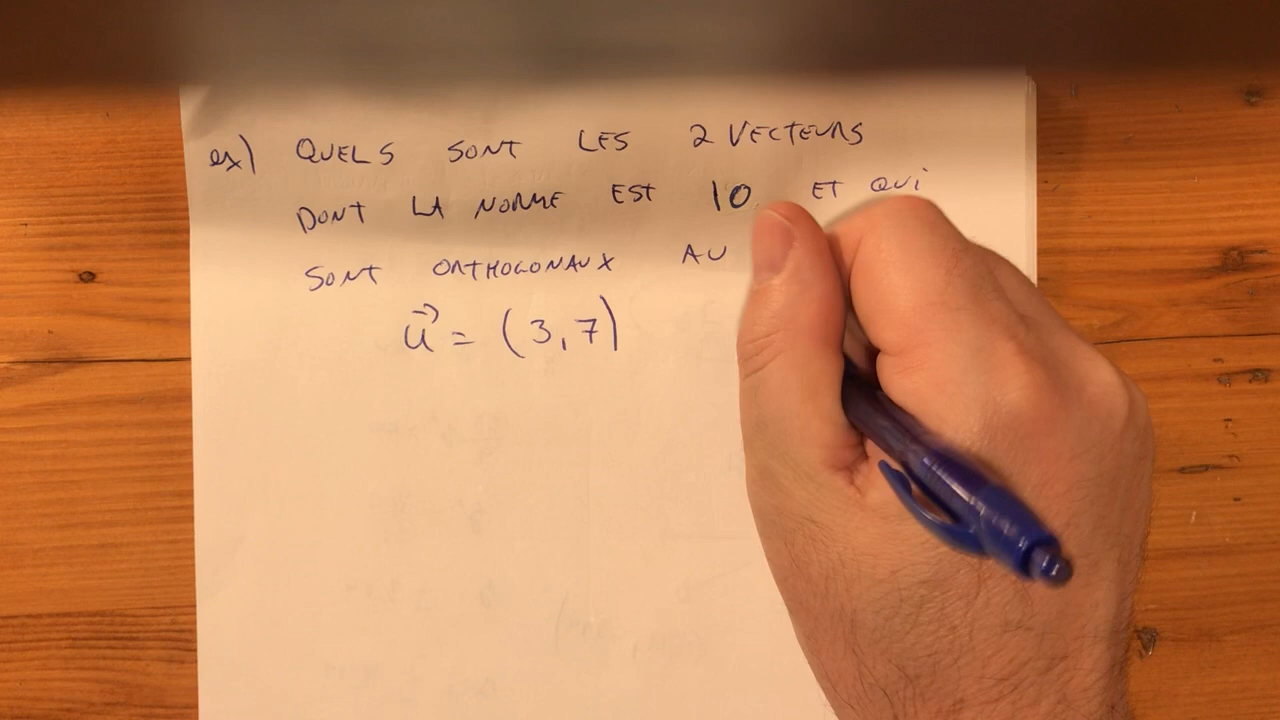 ex) QUELS SONT LES 2 VECTEURS
DONT LA NORME EST 10 ET QUi
SONT ORTHOGONAUX AU
u⃗ = (3,7)